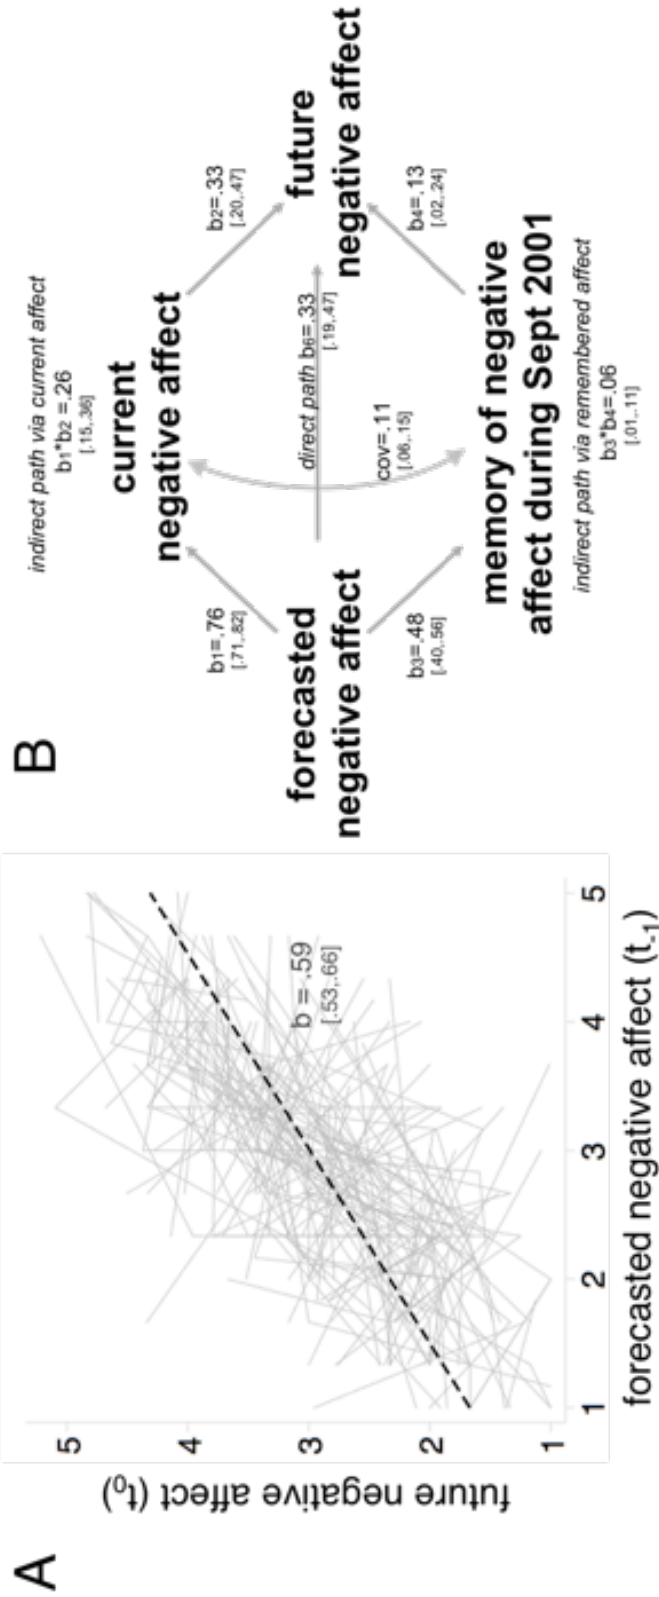 A
future negative affect (t0)
5
4
3
2
1
b = .59
[.53,.66]
1
2
3
4
5
forecasted negative affect (t-1)
B
indirect path via current affect
b1*b2 =.26
[.15,.36]
current
negative affect
b1=.76
[.71,.82]
b2=.33
[.20,.47]
forecasted
negative affect
direct path b6=.33
[.19,.47]
future
negative affect
cov=.11
[.06,.15]
b3=.48
[.40,.56]
b4=.13
[.02,.24]
memory of negative
affect during Sept 2001
indirect path via remembered affect
b3*b4=.06
[.01,.11]